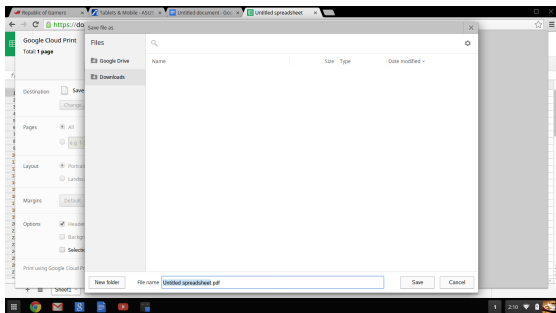 Republic of Gamers
Tablets & Mobile - ASUS
Untitled document - Goo
Untitled spreadsheet
https://do
Google Cloud Print
Total: 1 page
Save file as
Files
Google Drive
Name
Size
Type
Date modified
Downloads
Destination
Save
Change...
Pages
All
e.g. 1-
Layout
Portrait
Landsc
Margins
Default
Options
Header
Backgr
Selecti
Print using Google Cloud Pr
New folder
File name
Untitled spreadsheet.pdf
Save
Cancel
Sheet1
1
2:10